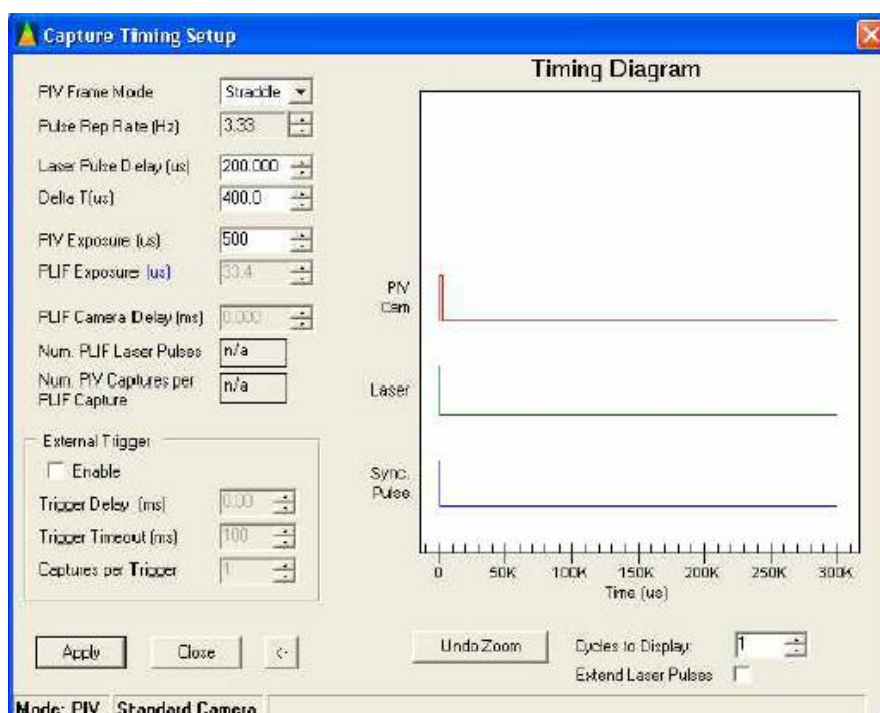 Capture Timing Setup
Timing Diagram
PIV Frame Mode Straddle
Pulse Rep Rate (Hz) 3.33
Laser Pulse Delay (us) 200.000
Delta T(us) 400.0
PIV Exposure (us) 500
PLIF Exposure (us) 33.4
PLIF Camera Delay (ms) 0.000
Num. PLIF Laser Pulses n/a
Num. PIV Captures per
PLIF Capture n/a
External Trigger
Enable
Trigger Delay (ms) 0.00
Trigger Timeout (ms) 100
Captures per Trigger 1
Apply Close <-
PIV
Cam
Laser
Sync.
Pulse
0 50K 100K 150K 200K 250K 300K
Time (us)
Undo Zoom Cycles to Display: 1
Extend Laser Pulses
Mode: PIV Standard Camera